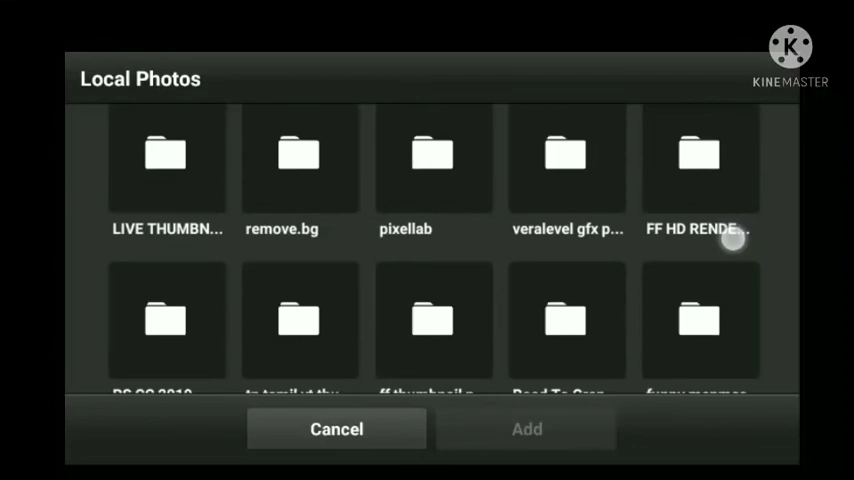 Local Photos
K
KINEMASTER
LIVE THUMBN... remove.bg pixellab veralevel gfx p... FF HD RENDE...
Cancel Add